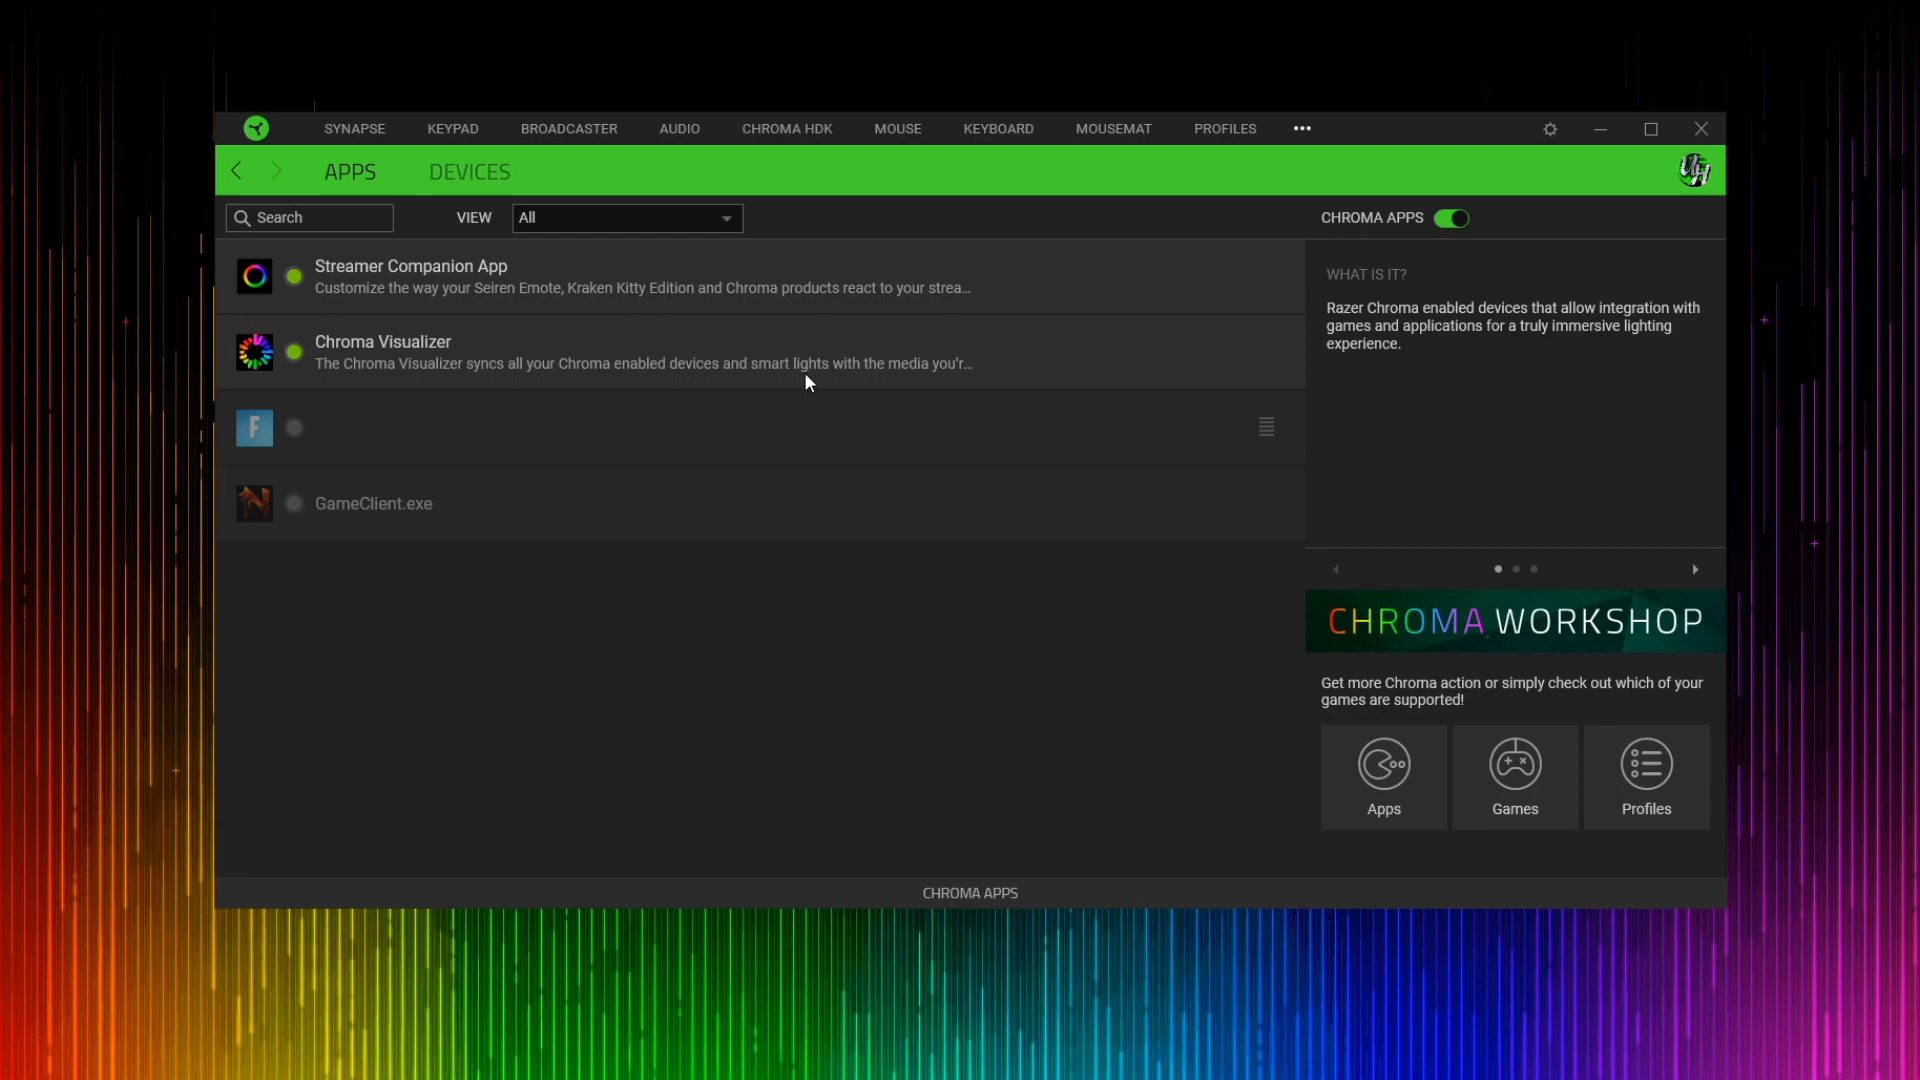 SYNAPSE KEYPAD BROADCASTER AUDIO CHROMA HDK MOUSE KEYBOARD MOUSEMAT PROFILES •••
APPS DEVICES
Search VIEW All CHROMA APPS
Streamer Companion App
Customize the way your Seiren Emote, Kraken Kitty Edition and Chroma products react to your strea...
Chroma Visualizer
The Chroma Visualizer syncs all your Chroma enabled devices and smart lights with the media you'r...
F
GameClient.exe
WHAT IS IT?
Razer Chroma enabled devices that allow integration with
games and applications for a truly immersive lighting
experience.
CHROMA WORKSHOP
Get more Chroma action or simply check out which of your
games are supported!
Apps Games Profiles
CHROMA APPS